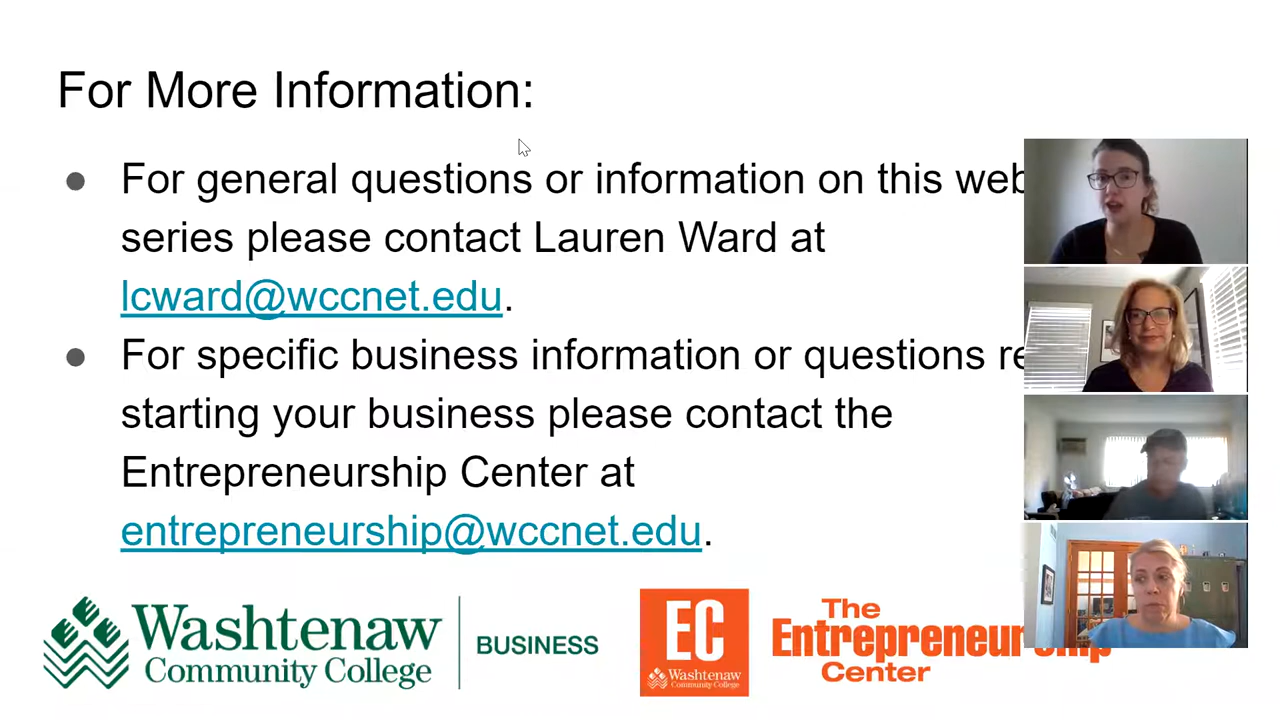 For More Information:
● For general questions or information on this web
series please contact Lauren Ward at
lcward@wccnet.edu.
● For specific business information or questions re
starting your business please contact the
Entrepreneurship Center at
entrepreneurship@wccnet.edu.
Washtenaw
Community College
BUSINESS
EC
Washtenaw
Community College
The
Entrepreneurship
Center